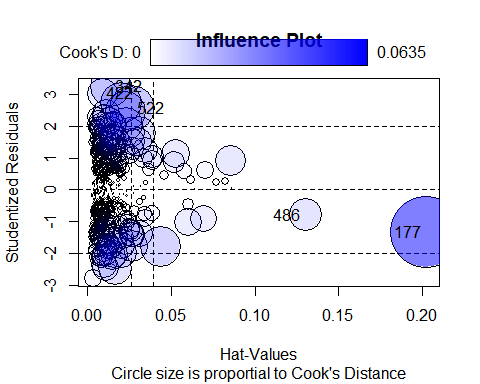 Influence Plot
Cook's D: 0 0.0635
3
2
1
0
-1
-2
-3
Studentized Residuals
522
486
177
0.00 0.05 0.10 0.15 0.20
Hat-Values
Circle size is proportial to Cook's Distance